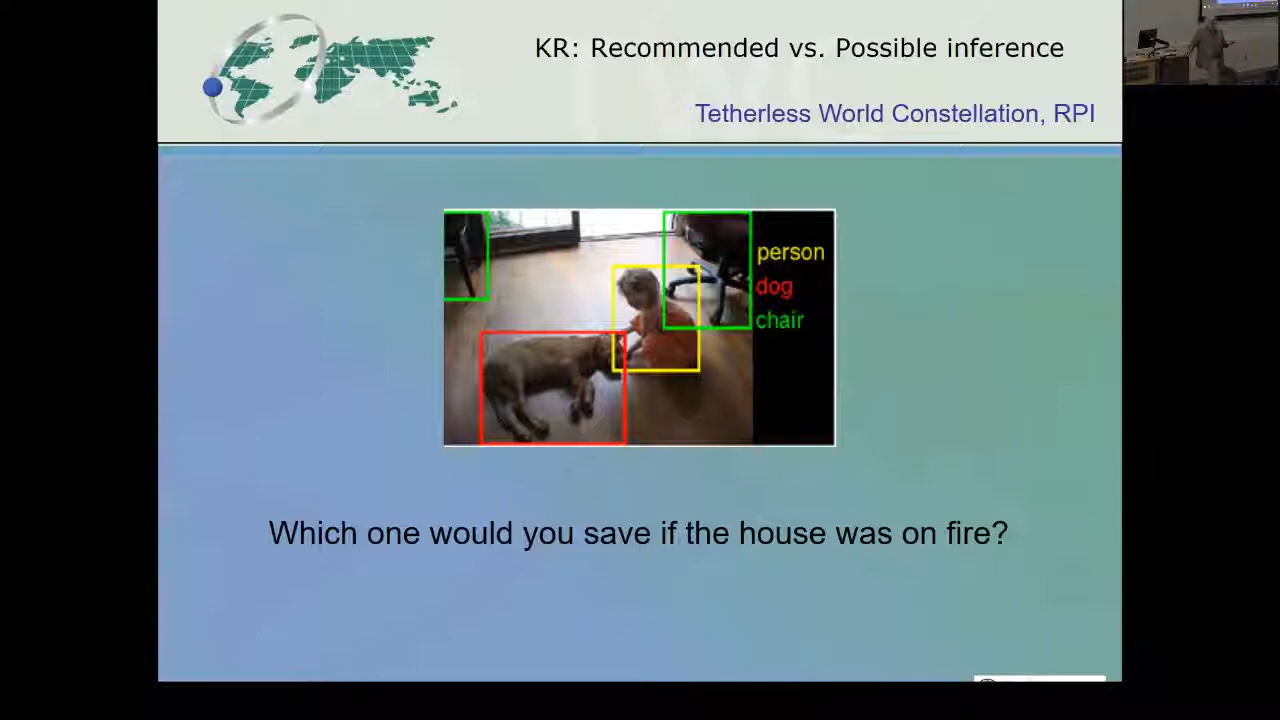 KR: Recommended vs. Possible inference
Tetherless World Constellation, RPI
person
dog
chair
Which one would you save if the house was on fire?